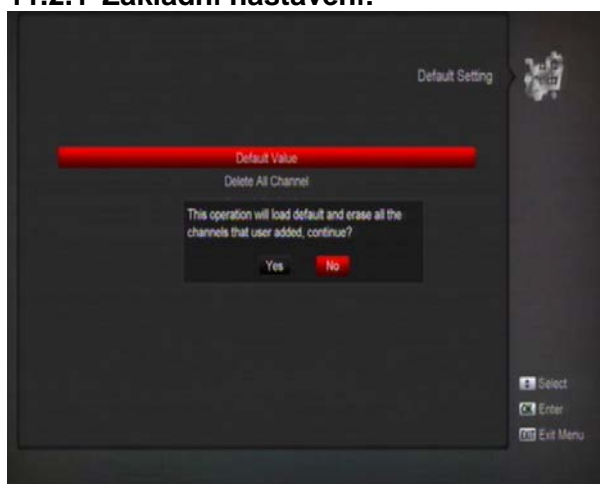 11.2.1 Základní nastavení:
Default Setting
Default Value
Delete All Channel
This operation will load default and erase all the
channels that user added, continue?
Yes No
Select
OK Enter
EXIT Exit Menu